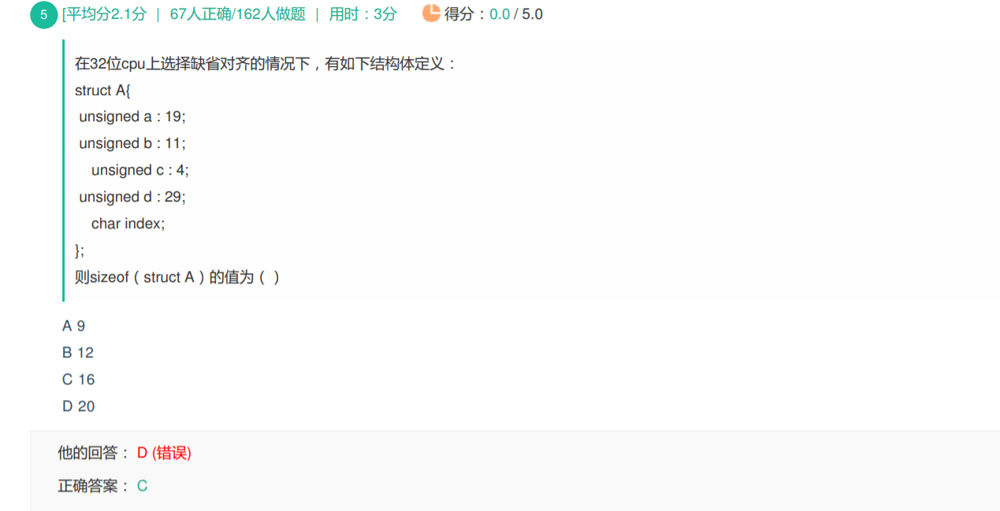 5 [平均分2.1分 | 67人正确/162人做题 | 用时：3分 得分：0.0 / 5.0
在32位cpu上选择缺省对齐的情况下，有如下结构体定义：
struct A{
unsigned a : 19;
unsigned b : 11;
unsigned c : 4;
unsigned d : 29;
char index;
};
则sizeof（struct A）的值为（ ）
A 9
B 12
C 16
D 20
他的回答： D (错误)
正确答案： C